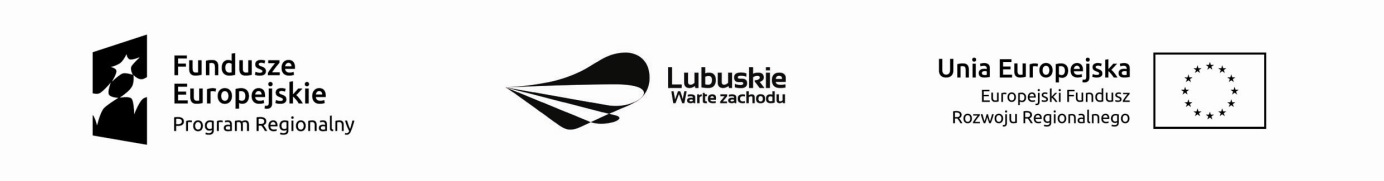 Fundusze
Europejskie
Program Regionalny
Lubuskie
Warte zachodu
Unia Europejska
Europejski Fundusz
Rozwoju Regionalnego